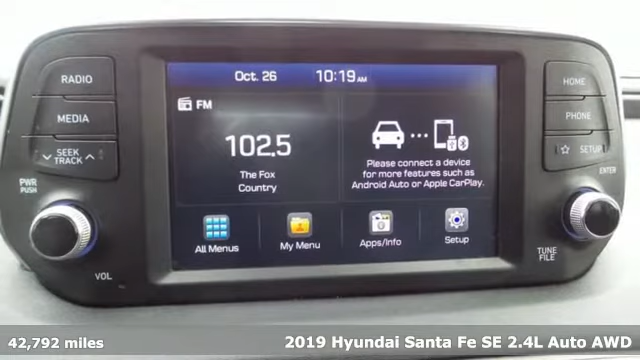 Oct. 26 10:19 AM
RADIO
MEDIA
SEEK
TRACK
PWR
PUSH
VOL
FM
102.5
The Fox
Country
Please connect a device
for more features such as
Android Auto or Apple CarPlay.
All Menus
My Menu
Apps/Info
Setup
HOME
PHONE
SETUP
ENTER
TUNE
FILE
42,792 miles
2019 Hyundai Santa Fe SE 2.4L Auto AWD